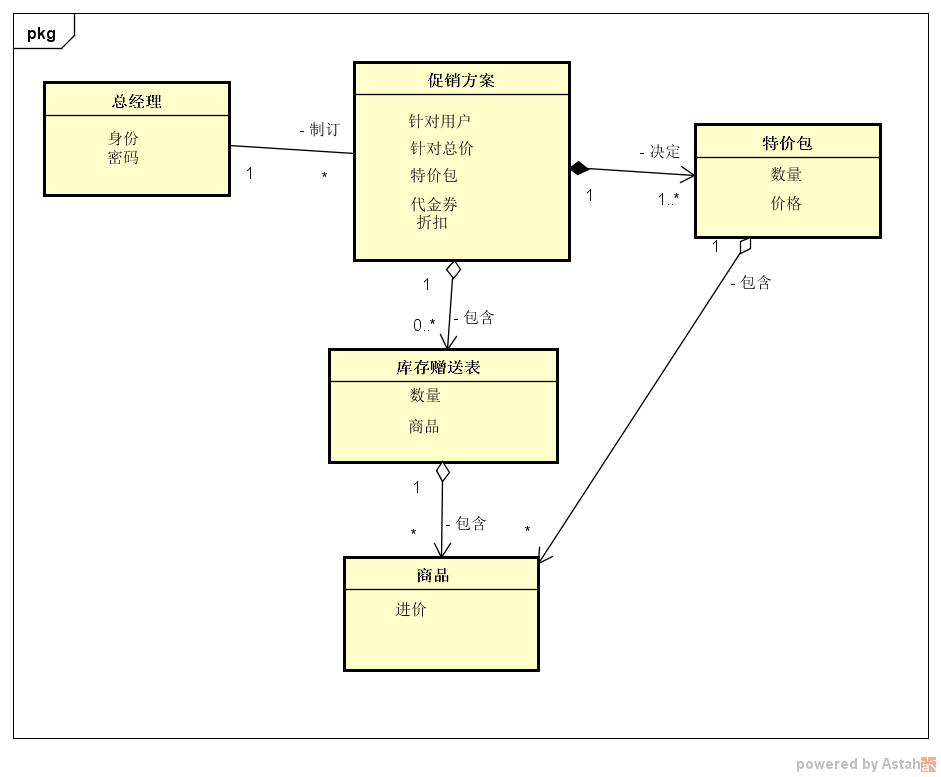 pkg
总经理
身份
密码
- 制订
1
*
促销方案
针对用户
针对总价
特价包
代金券
折扣
- 决定
1
1..*
特价包
数量
价格
1
- 包含
1
0..*
- 包含
库存赠送表
数量
商品
1
*
- 包含
*
商品
进价
powered by Astah